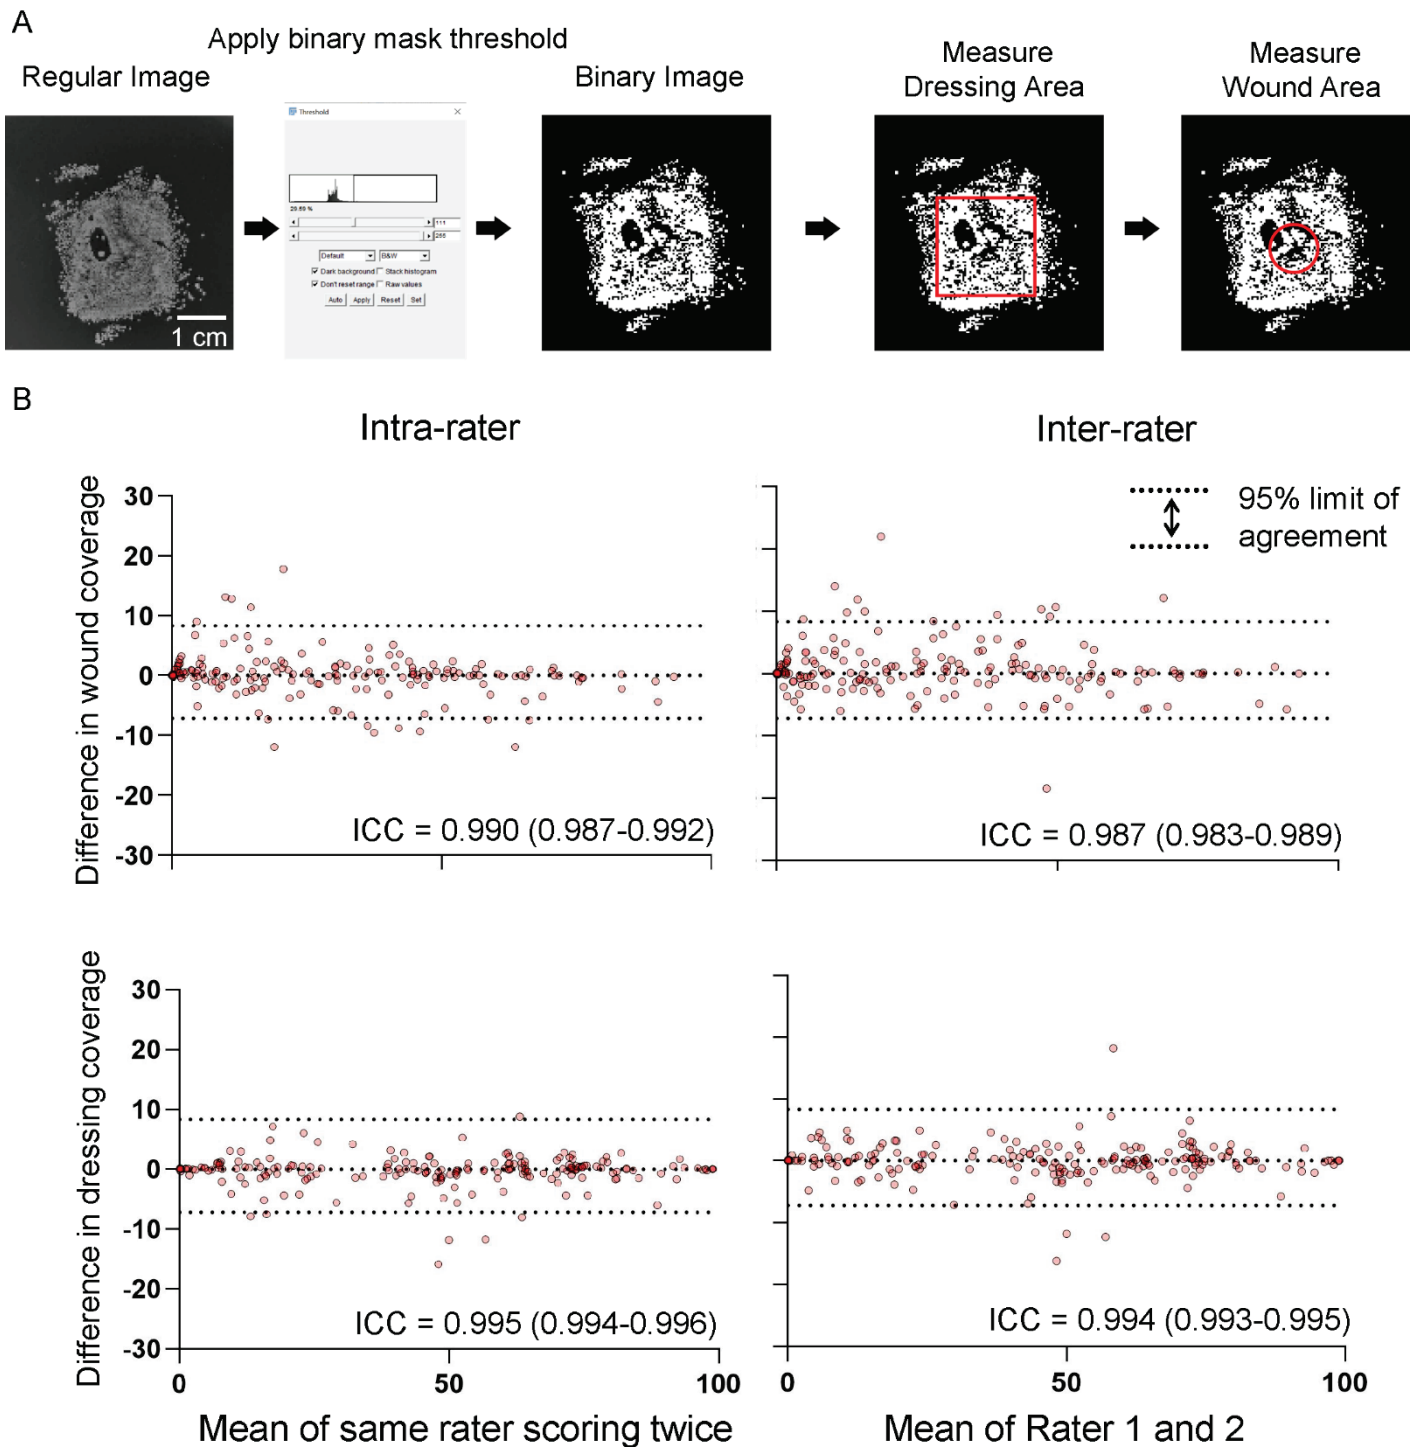 A
Apply binary mask threshold
Regular Image
Binary Image
Measure
Dressing Area
Measure
Wound Area
Threshold
29.59 %
111
255
Default
B&W
Dark background
Stack histogram
Don't reset range
Raw values
Auto
Apply
Reset
Set
1 cm
B
Intra-rater
Inter-rater
Difference in wound coverage
30
20
10
0
-10
-20
-30
ICC = 0.990 (0.987-0.992)
95% limit of
agreement
ICC = 0.987 (0.983-0.989)
Difference in dressing coverage
30
20
10
0
-10
-20
-30
ICC = 0.995 (0.994-0.996)
0
50
100
Mean of same rater scoring twice
ICC = 0.994 (0.993-0.995)
0
50
100
Mean of Rater 1 and 2